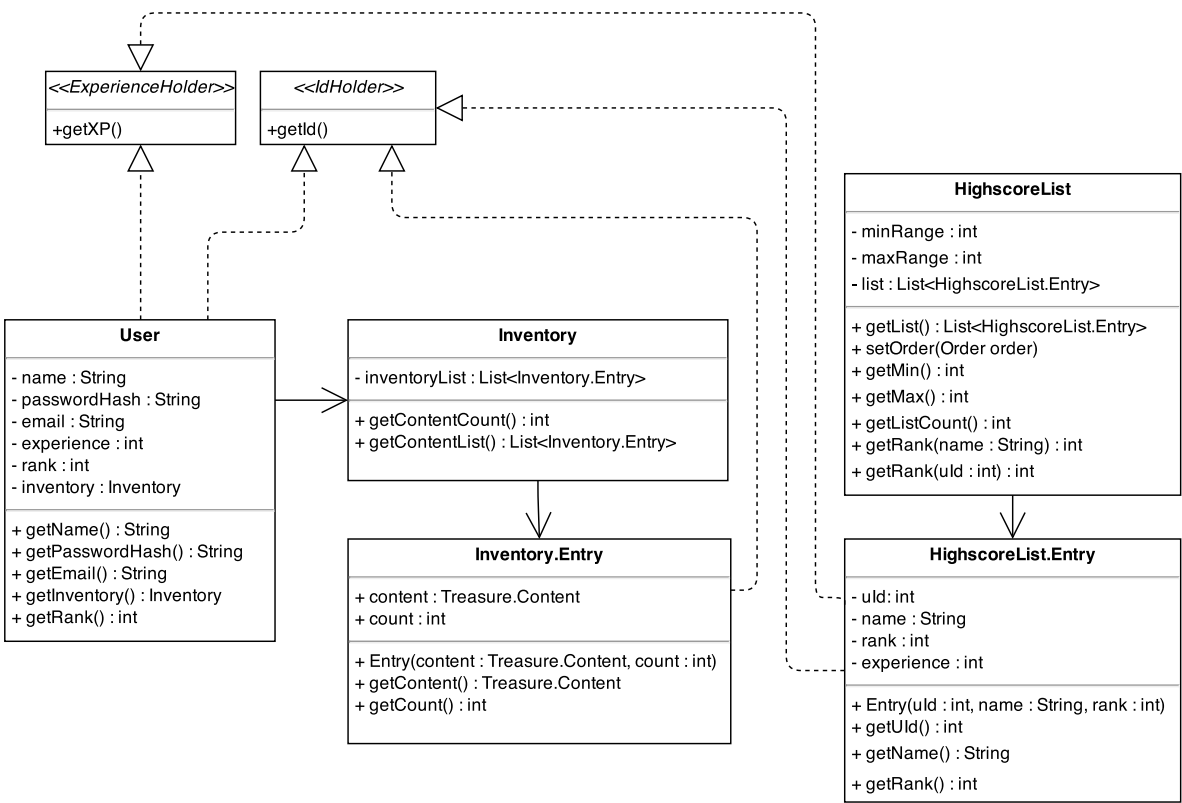 <<ExperienceHolder>>
+getXP()
<<IdHolder>>
+getId()
HighscoreList
- minRange : int
- maxRange : int
- list : List<HighscoreList.Entry>
+ getList() : List<HighscoreList.Entry>
+ setOrder(Order order)
+ getMin() : int
+ getMax() : int
+ getListCount() : int
+ getRank(name : String) : int
+ getRank(uId : int) : int
User
- name : String
- passwordHash : String
- email : String
- experience : int
- rank : int
- inventory : Inventory
+ getName() : String
+ getPasswordHash() : String
+ getEmail() : String
+ getInventory() : Inventory
+ getRank() : int
Inventory
- inventoryList : List<Inventory.Entry>
+ getContentCount() : int
+ getContentList() : List<Inventory.Entry>
Inventory.Entry
+ content : Treasure.Content
+ count : int
+ Entry(content : Treasure.Content, count : int)
+ getContent() : Treasure.Content
+ getCount() : int
HighscoreList.Entry
- uId: int
- name : String
- rank : int
- experience : int
+ Entry(uId : int, name : String, rank : int)
+ getUId() : int
+ getName() : String
+ getRank() : int